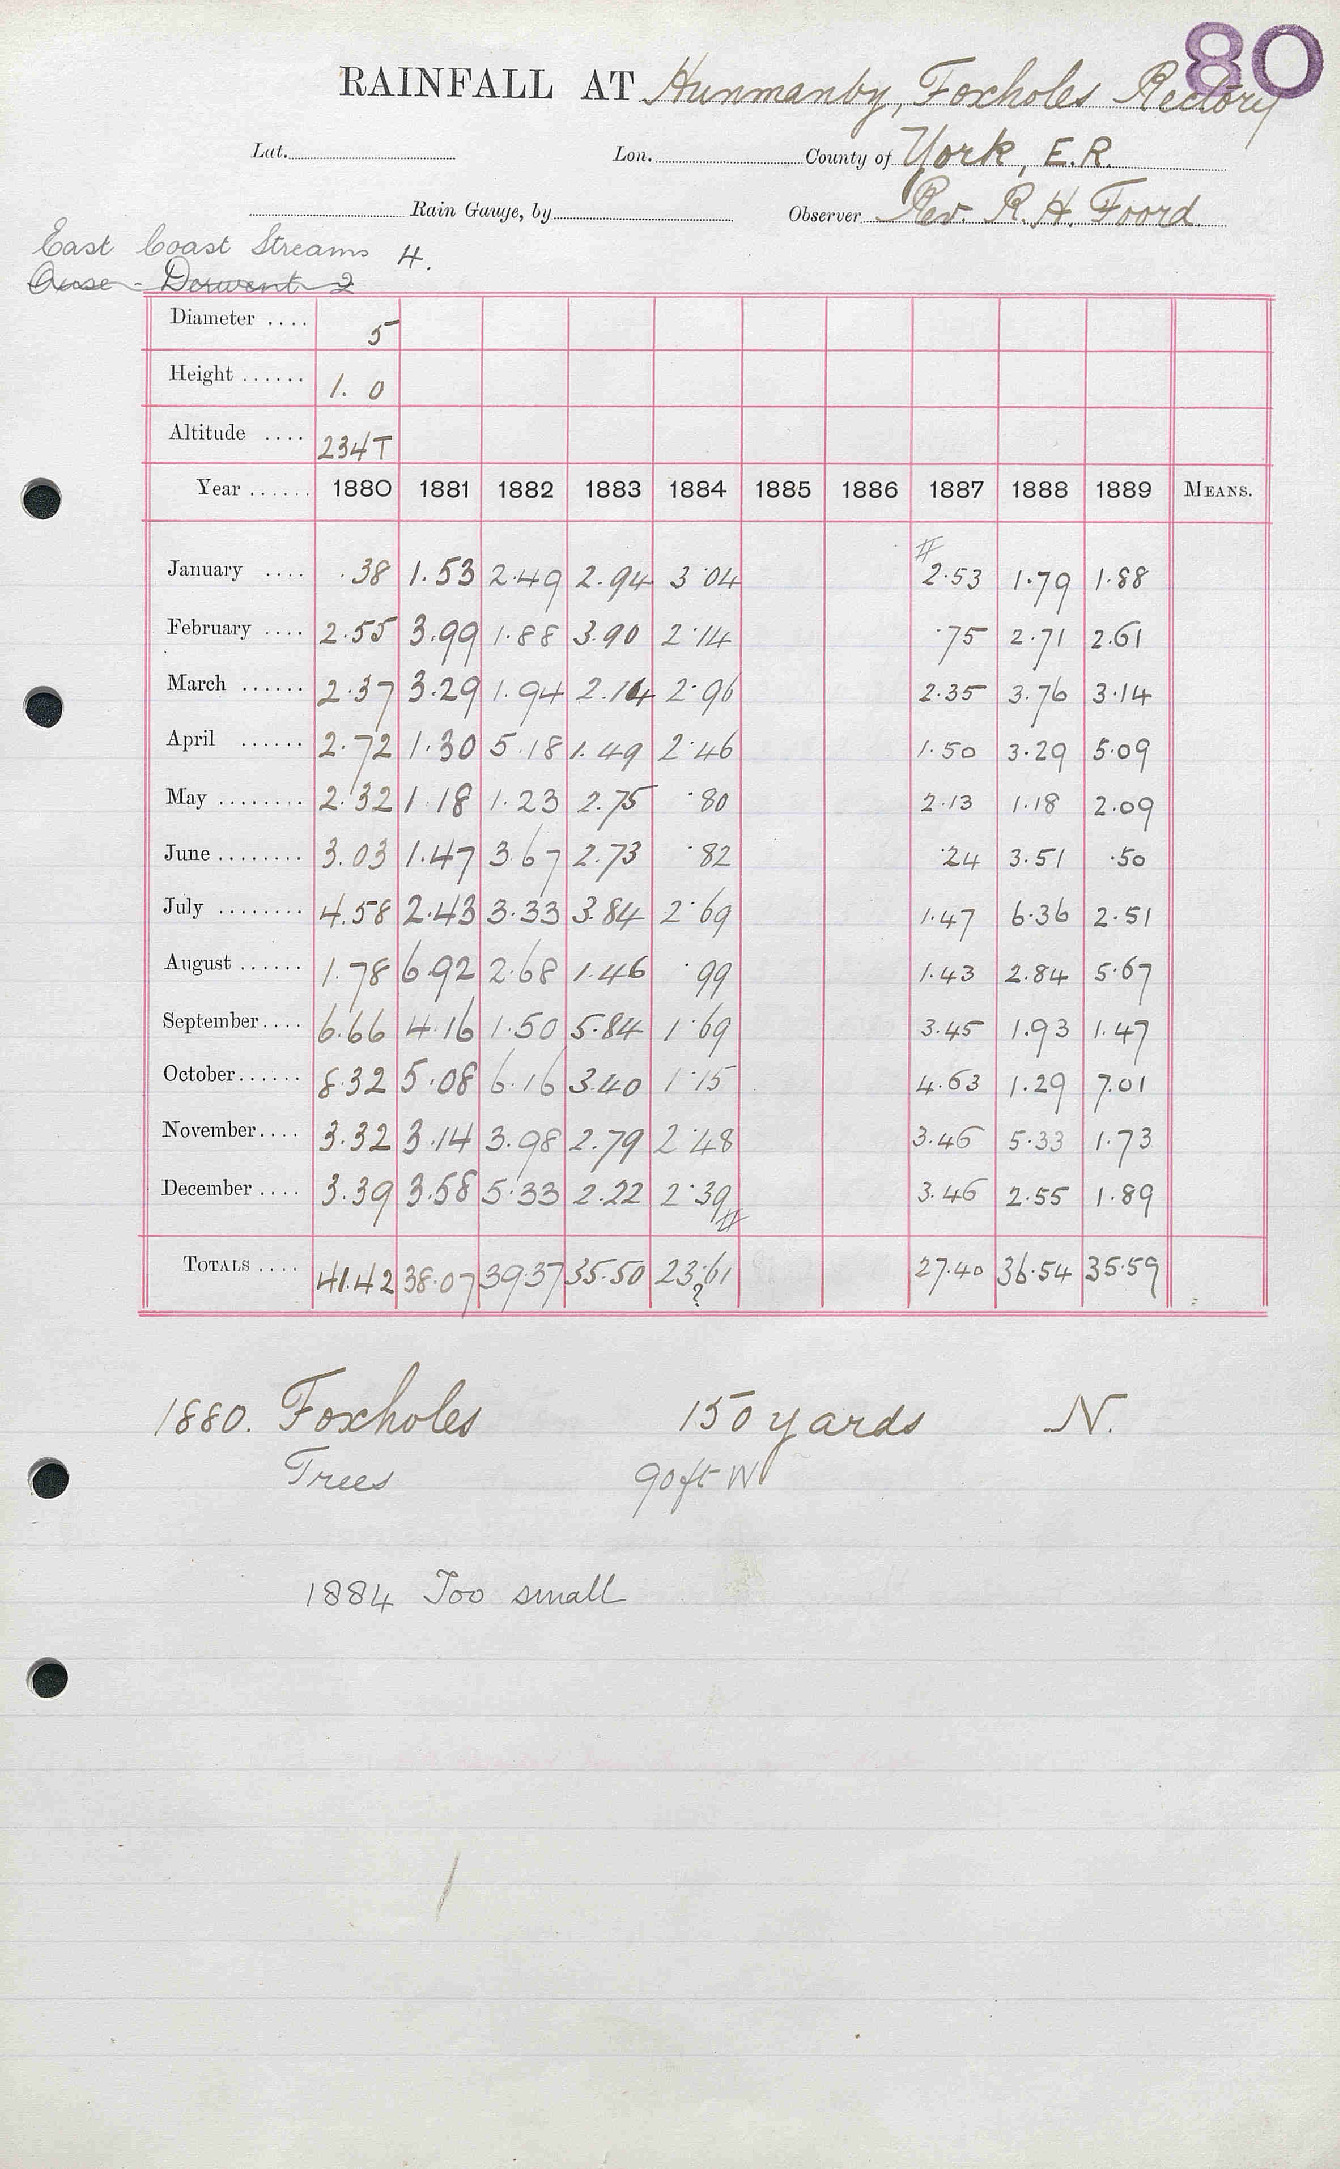 80
RAINFALL AT Hunmanby, Foxholes Rectory
Lat. Lon. County of York, E.R.
Rain Gauge, by Observer Rev. R. H. Foord.
East Coast Streams 4.
Ouse - Derwent 2
Diameter .... 5
Height ...... 1. 0
Altitude .... 234T
Year ...... 1880 1881 1882 1883 1884 1885 1886 1887 1888 1889 MEANS.
#
January .... .38 1.53 2.49 2.94 3.04 2.53 1.79 1.88
February .... 2.55 3.99 1.88 3.90 2.14 .75 2.71 2.61
March ...... 2.37 3.29 1.94 2.14 2.96 2.35 3.76 3.14
April ...... 2.72 1.30 5.18 1.49 2.46 1.50 3.29 5.09
May ........ 2.32 1.18 1.23 2.75 .80 2.13 1.18 2.09
June ........ 3.03 1.47 3.67 2.73 .82 .24 3.51 .50
July ........ 4.58 2.43 3.33 3.84 2.69 1.47 6.36 2.51
August ...... 1.78 6.92 2.68 1.46 .99 1.43 2.84 5.67
September.... 6.66 4.16 1.50 5.84 1.69 3.45 1.93 1.47
October...... 8.32 5.08 6.16 3.40 1.15 4.63 1.29 7.01
November.... 3.32 3.14 3.98 2.79 2.48 3.46 5.33 1.73
December .... 3.39 3.58 5.33 2.22 2.39 # 3.46 2.55 1.89
TOTALS .... 41.42 38.07 39.37 35.50 23.61 ? 27.40 36.54 35.59
1880. Foxholes 150 yards N.
Trees 90ft W
1884 Too small